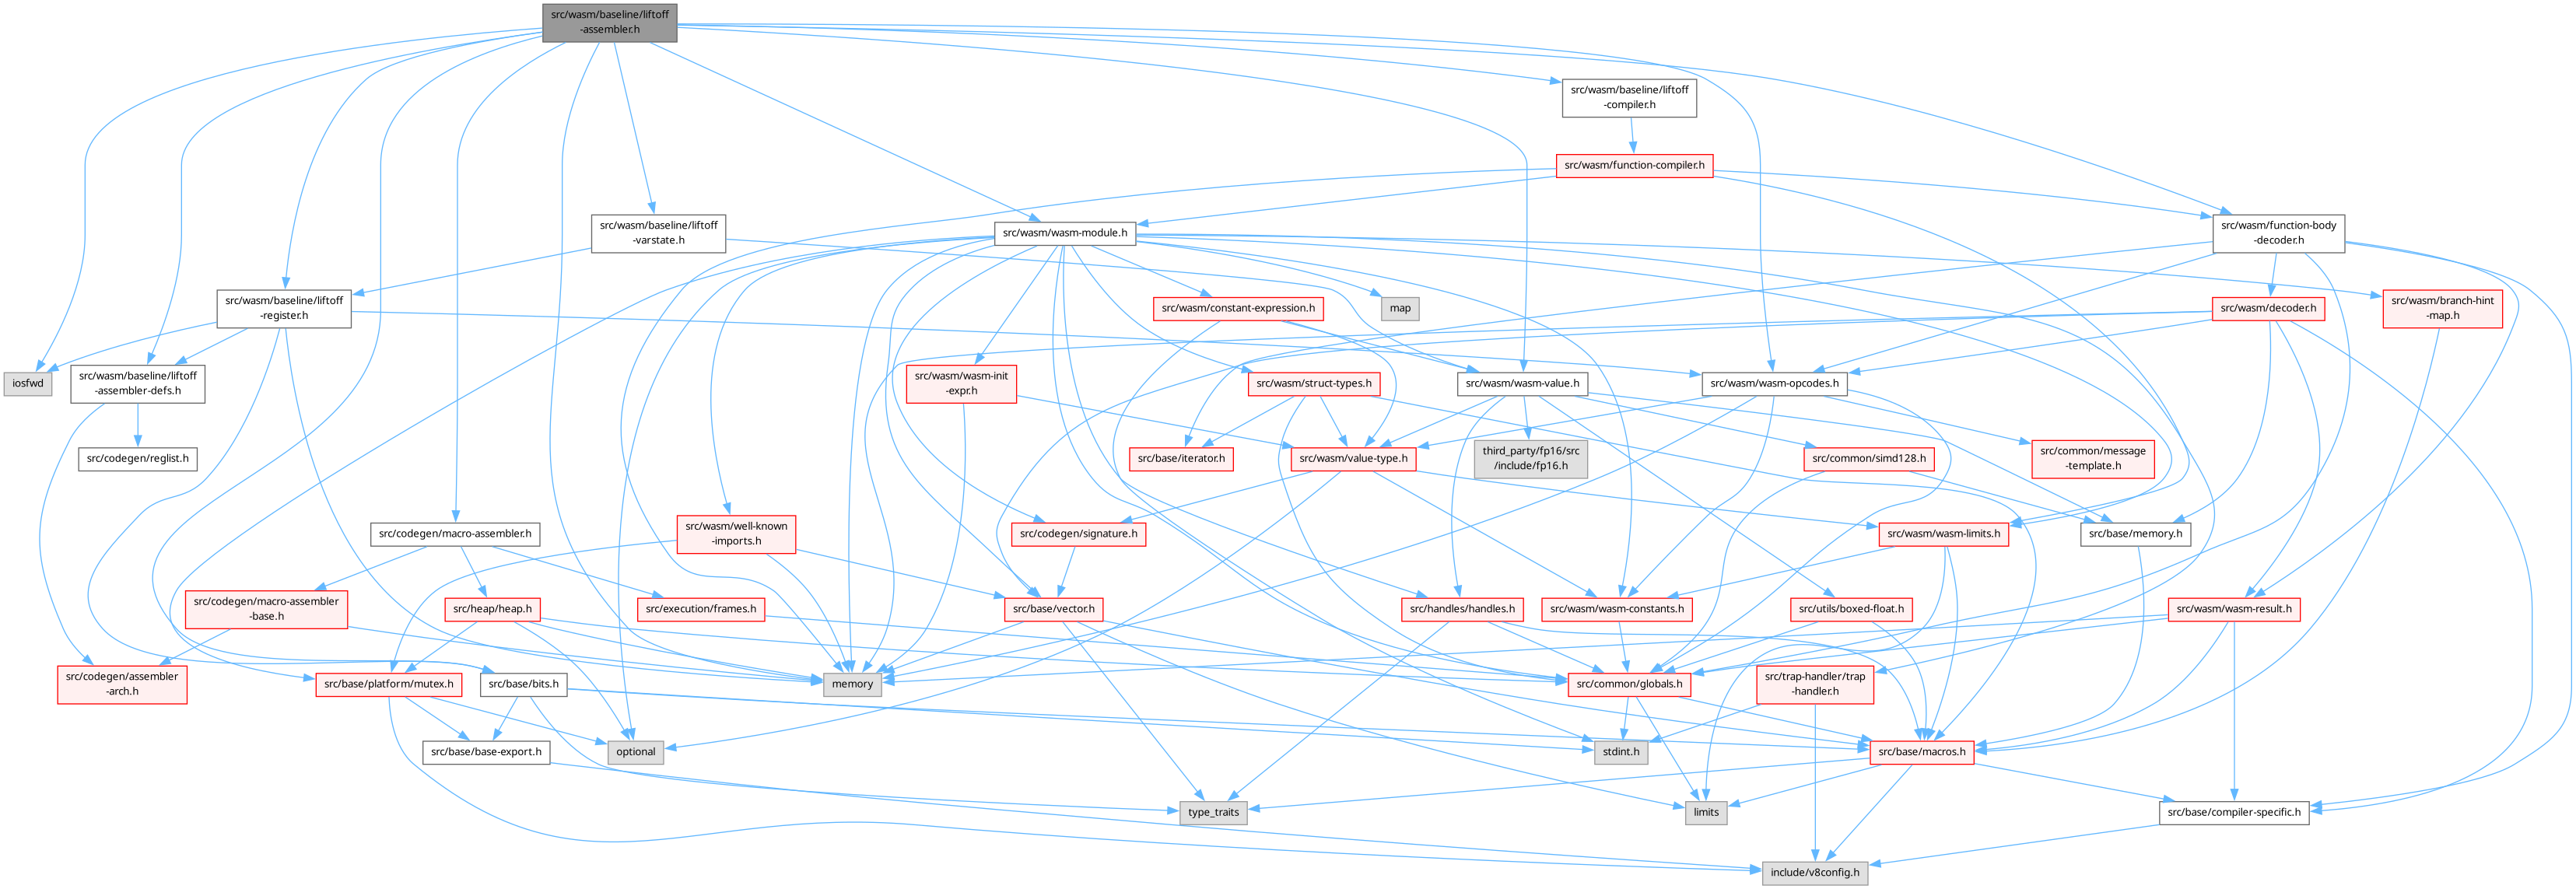 src/wasm/baseline/liftoff
-assembler.h
src/wasm/baseline/liftoff
-compiler.h
src/wasm/function-compiler.h
src/wasm/baseline/liftoff
-varstate.h
src/wasm/wasm-module.h
src/wasm/function-body
-decoder.h
src/wasm/baseline/liftoff
-register.h
src/wasm/constant-expression.h
map
src/wasm/decoder.h
src/wasm/branch-hint
-map.h
iosfwd
src/wasm/baseline/liftoff
-assembler-defs.h
src/wasm/wasm-init
-expr.h
src/wasm/struct-types.h
src/wasm/wasm-value.h
src/wasm/wasm-opcodes.h
src/codegen/reglist.h
src/base/iterator.h
src/wasm/value-type.h
third_party/fp16/src
/include/fp16.h
src/common/simd128.h
src/common/message
-template.h
src/codegen/macro-assembler.h
src/wasm/well-known
-imports.h
src/codegen/signature.h
src/wasm/wasm-limits.h
src/base/memory.h
src/codegen/macro-assembler
-base.h
src/heap/heap.h
src/execution/frames.h
src/base/vector.h
src/handles/handles.h
src/wasm/wasm-constants.h
src/utils/boxed-float.h
src/wasm/wasm-result.h
src/codegen/assembler
-arch.h
src/base/platform/mutex.h
src/base/bits.h
memory
src/common/globals.h
src/trap-handler/trap
-handler.h
src/base/base-export.h
optional
stdint.h
src/base/macros.h
type_traits
limits
src/base/compiler-specific.h
include/v8config.h